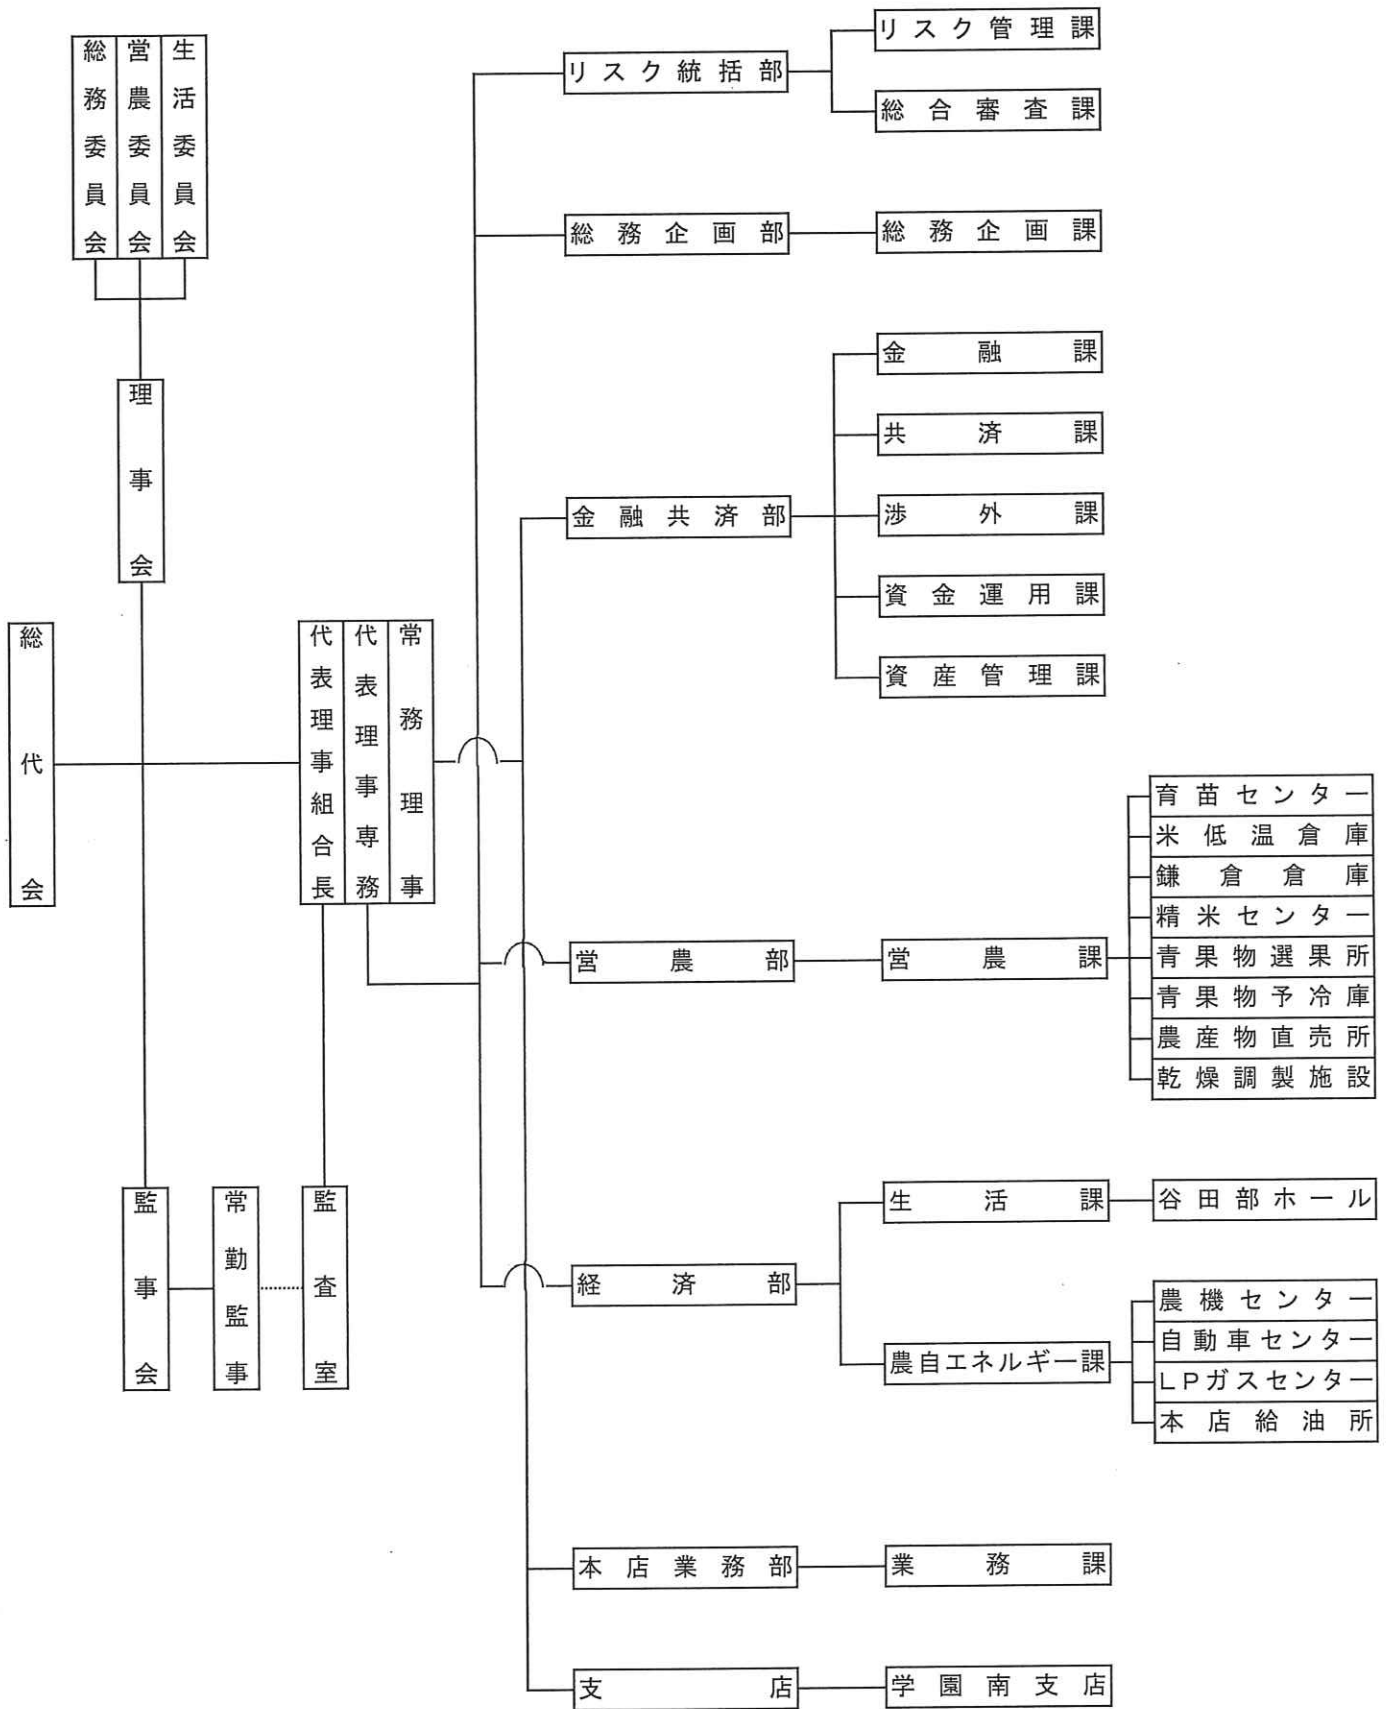 総務委員会
営農委員会
生活委員会
理事会
総代会
代表理事組合長
代表理事専務
常務理事
監事会
常勤監事
監査室
リスク統括部
リスク管理課
総合審査課
総務企画部
総務企画課
金融共済部
金融課
共済課
渉外課
資金運用課
資産管理課
営農部
営農課
育苗センター
米低温倉庫
鎌倉倉庫
精米センター
青果物選果所
青果物予冷庫
農産物直売所
乾燥調製施設
経済部
生活課
谷田部ホール
農自エネルギー課
農機センター
自動車センター
LPガスセンター
本店給油所
本店業務部
業務課
支店
学園南支店